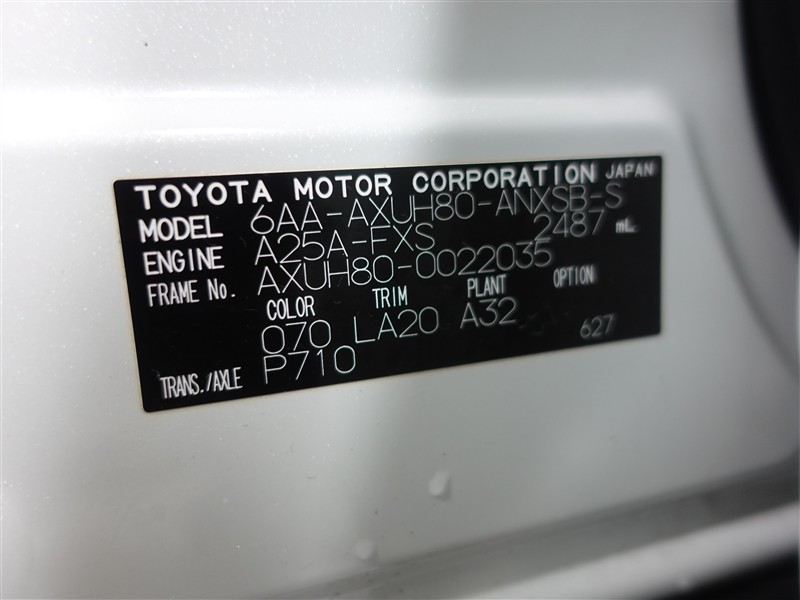 TOYOTA MOTOR CORPORATION JAPAN
MODEL 6AA-AXUH80-ANXSB-S
ENGINE A25A-FXS 2487 mL
FRAME No. AXUH80-0022035
COLOR TRIM PLANT OPTION
070 LA20 A32 627
TRANS./AXLE P710